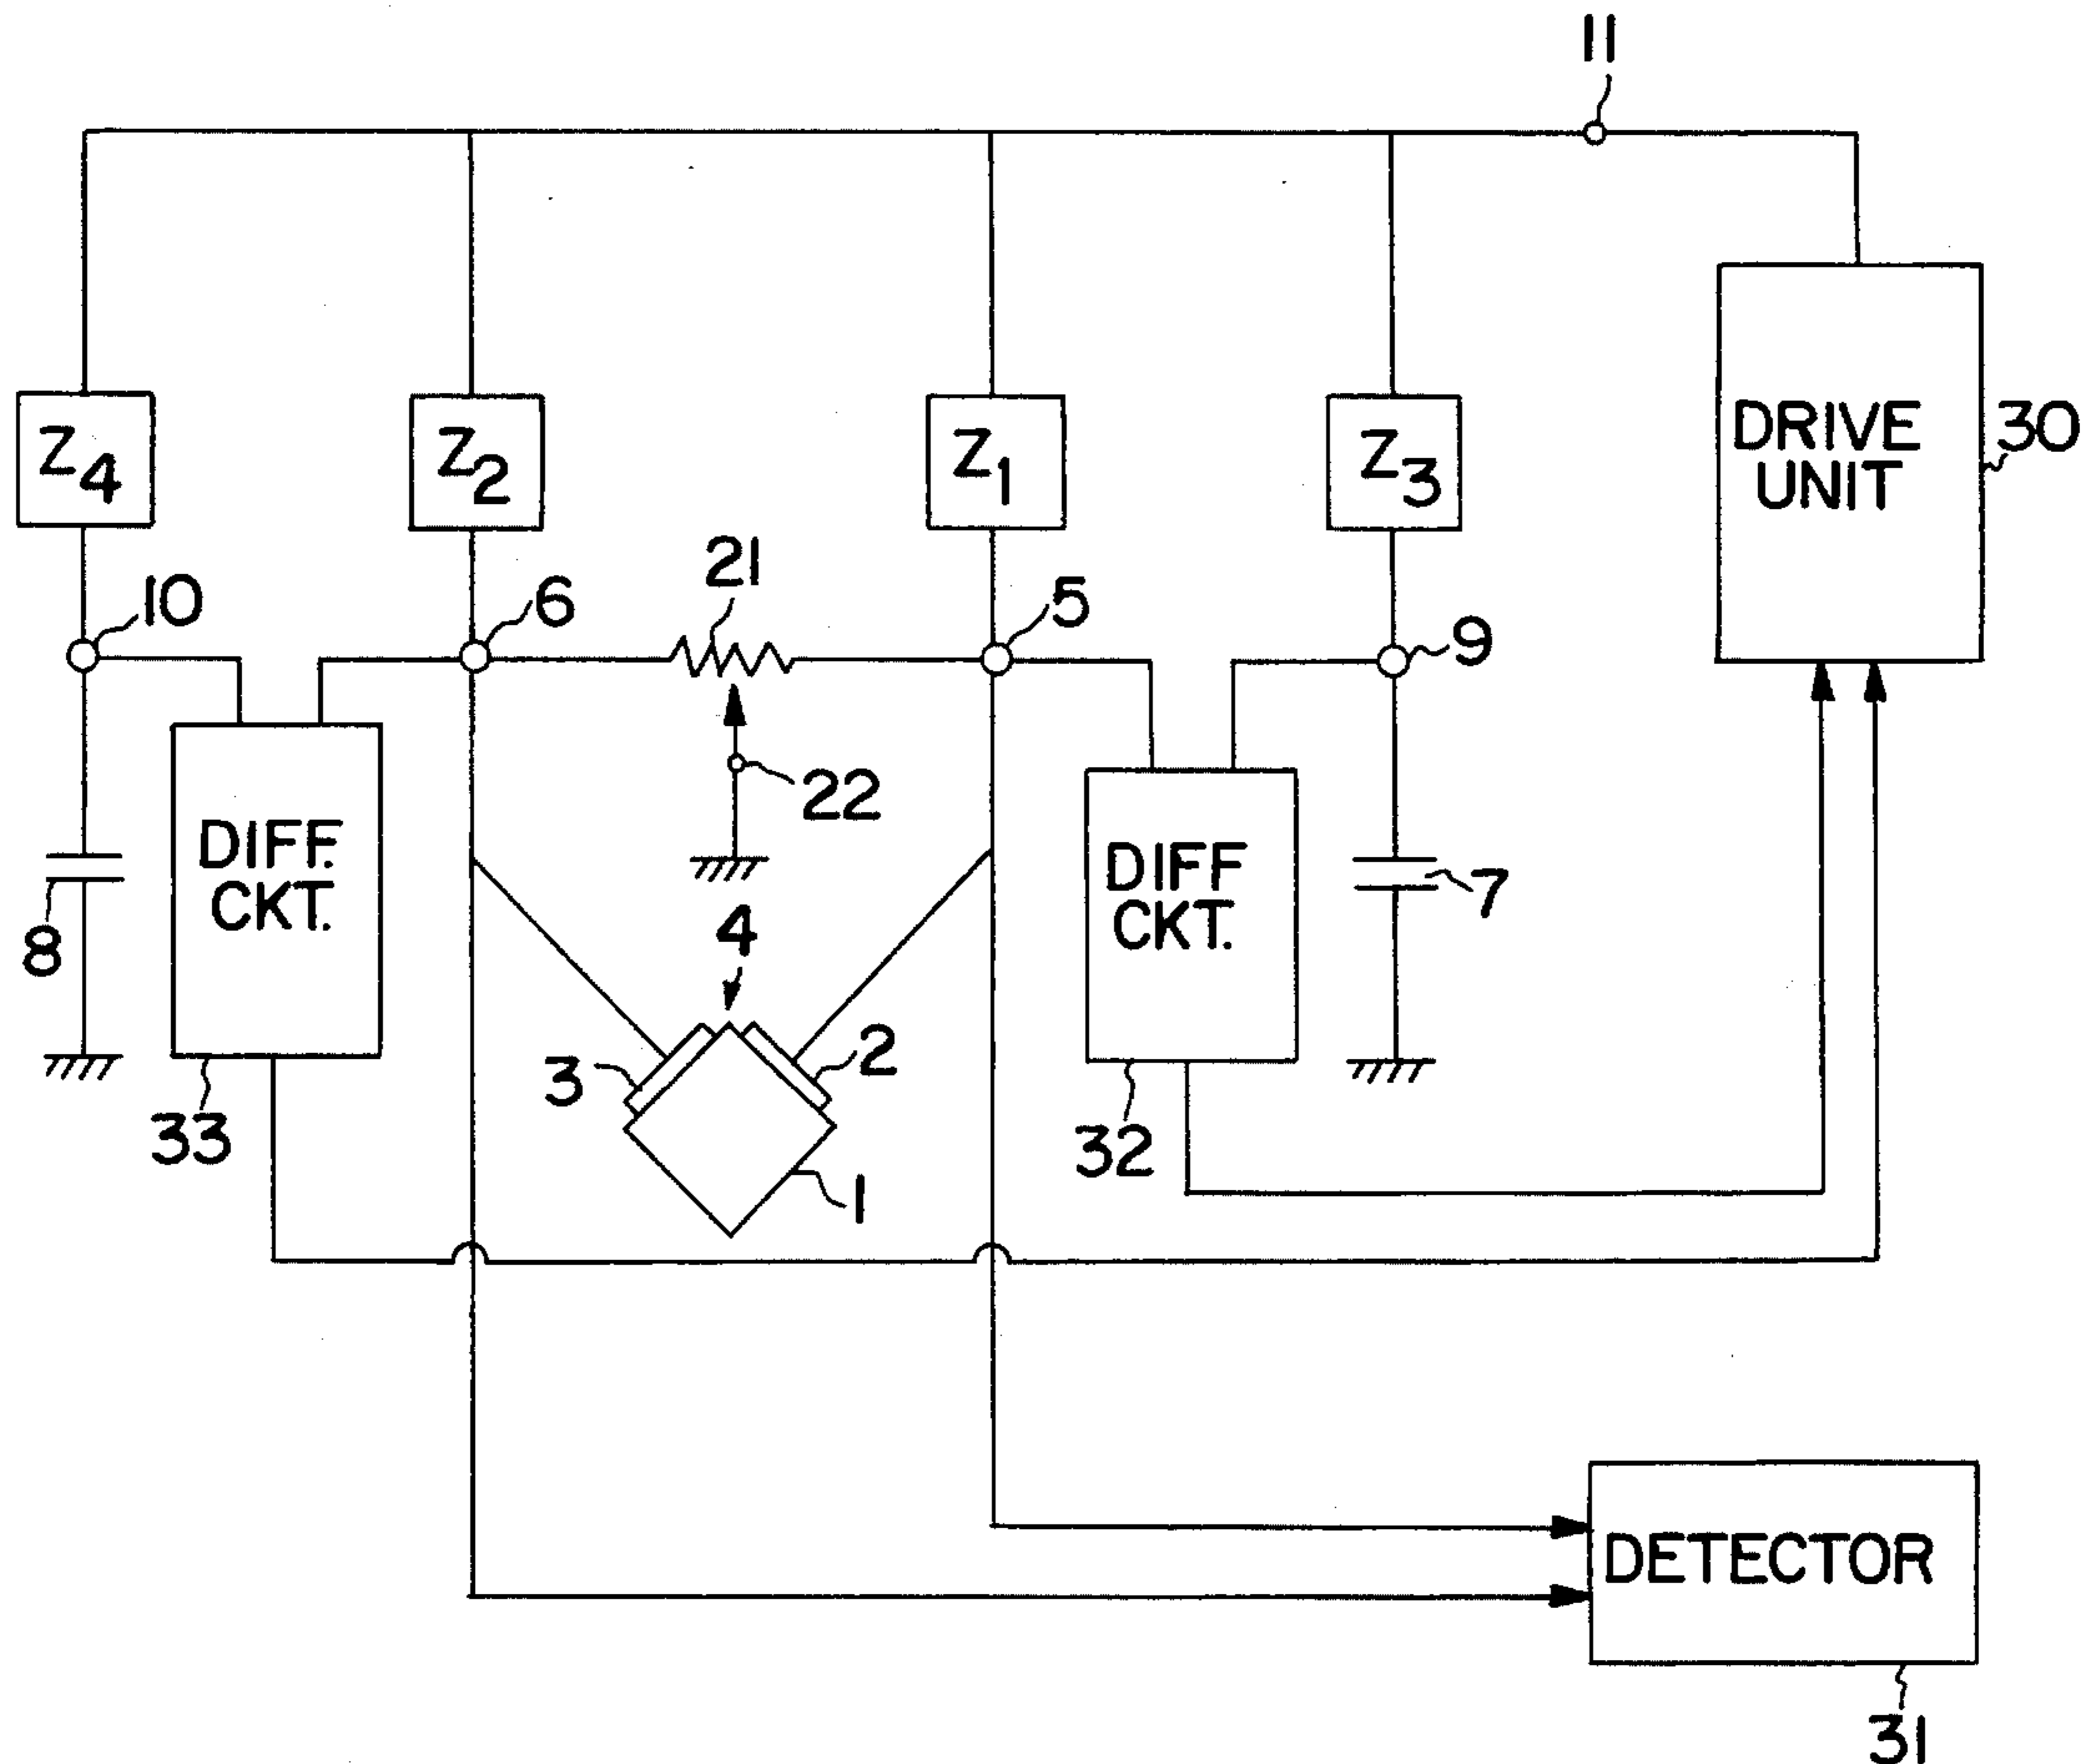 11
Z4
Z2
Z1
Z3
DRIVE
UNIT
30
10
6
21
5
9
22
DIFF.
CKT.
DIFF
CKT.
7
8
4
3
2
33
32
1
DETECTOR
31